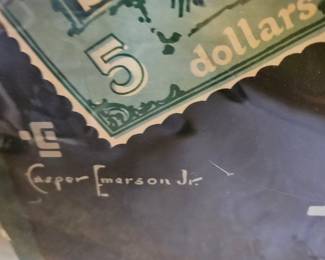 5 dollars
Casper Emerson Jr.